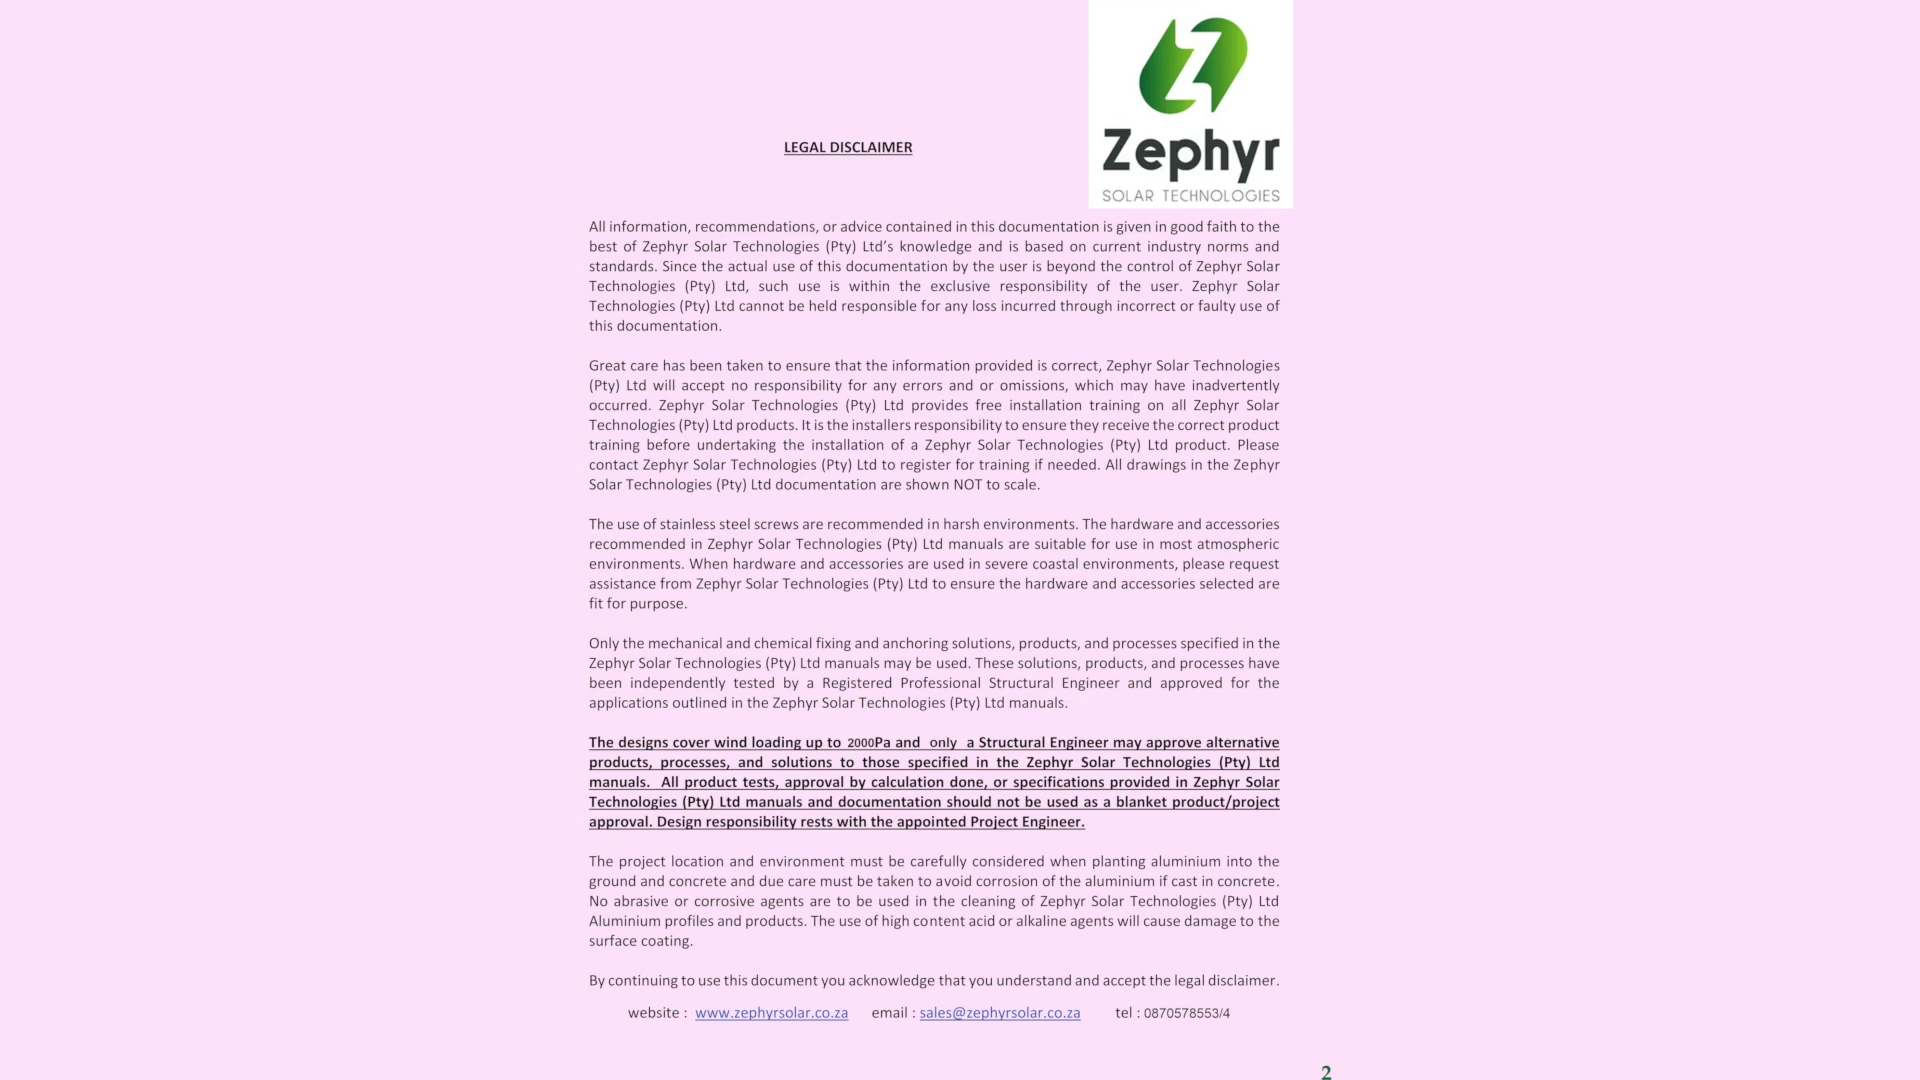 Zephyr
SOLAR TECHNOLOGIES
LEGAL DISCLAIMER
All information, recommendations, or advice contained in this documentation is given in good faith to the
best of Zephyr Solar Technologies (Pty) Ltd’s knowledge and is based on current industry norms and
standards. Since the actual use of this documentation by the user is beyond the control of Zephyr Solar
Technologies (Pty) Ltd, such use is within the exclusive responsibility of the user. Zephyr Solar
Technologies (Pty) Ltd cannot be held responsible for any loss incurred through incorrect or faulty use of
this documentation.
Great care has been taken to ensure that the information provided is correct, Zephyr Solar Technologies
(Pty) Ltd will accept no responsibility for any errors and or omissions, which may have inadvertently
occurred. Zephyr Solar Technologies (Pty) Ltd provides free installation training on all Zephyr Solar
Technologies (Pty) Ltd products. It is the installers responsibility to ensure they receive the correct product
training before undertaking the installation of a Zephyr Solar Technologies (Pty) Ltd product. Please
contact Zephyr Solar Technologies (Pty) Ltd to register for training if needed. All drawings in the Zephyr
Solar Technologies (Pty) Ltd documentation are shown NOT to scale.
The use of stainless steel screws are recommended in harsh environments. The hardware and accessories
recommended in Zephyr Solar Technologies (Pty) Ltd manuals are suitable for use in most atmospheric
environments. When hardware and accessories are used in severe coastal environments, please request
assistance from Zephyr Solar Technologies (Pty) Ltd to ensure the hardware and accessories selected are
fit for purpose.
Only the mechanical and chemical fixing and anchoring solutions, products, and processes specified in the
Zephyr Solar Technologies (Pty) Ltd manuals may be used. These solutions, products, and processes have
been independently tested by a Registered Professional Structural Engineer and approved for the
applications outlined in the Zephyr Solar Technologies (Pty) Ltd manuals.
The designs cover wind loading up to 2000Pa and only a Structural Engineer may approve alternative
products, processes, and solutions to those specified in the Zephyr Solar Technologies (Pty) Ltd
manuals. All product tests, approval by calculation done, or specifications provided in Zephyr Solar
Technologies (Pty) Ltd manuals and documentation should not be used as a blanket product/project
approval. Design responsibility rests with the appointed Project Engineer.
The project location and environment must be carefully considered when planting aluminium into the
ground and concrete and due care must be taken to avoid corrosion of the aluminium if cast in concrete.
No abrasive or corrosive agents are to be used in the cleaning of Zephyr Solar Technologies (Pty) Ltd
Aluminium profiles and products. The use of high content acid or alkaline agents will cause damage to the
surface coating.
By continuing to use this document you acknowledge that you understand and accept the legal disclaimer.
website : www.zephyrsolar.co.za email : sales@zephyrsolar.co.za tel : 0870578553/4
2